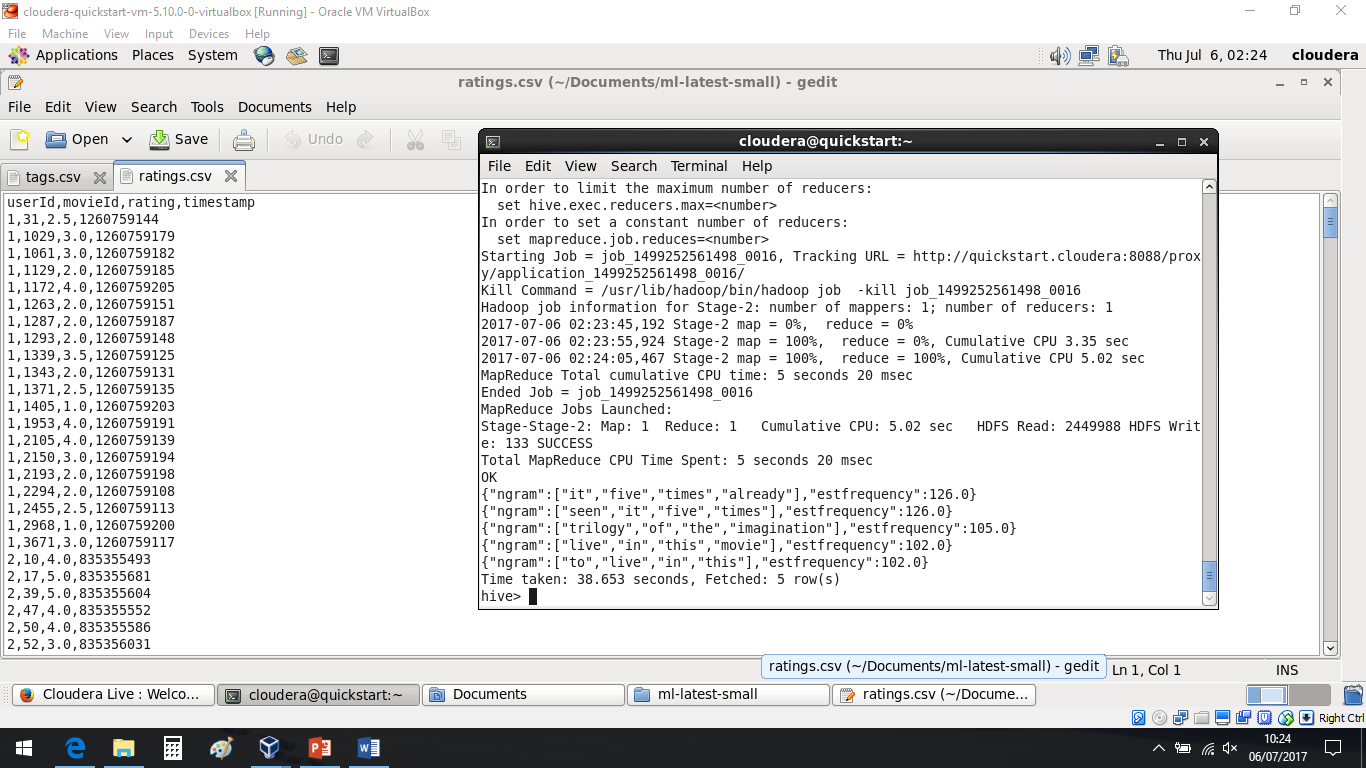 cloudera-quickstart-vm-5.10.0-0-virtualbox [Running] - Oracle VM VirtualBox
File Machine View Input Devices Help
Applications Places System Thu Jul 6, 02:24 cloudera
ratings.csv (~/Documents/ml-latest-small) - gedit
File Edit View Search Tools Documents Help
Open Save Undo
tags.csv ratings.csv
userId,movieId,rating,timestamp
1,31,2.5,1260759144
1,1029,3.0,1260759179
1,1061,3.0,1260759182
1,1129,2.0,1260759185
1,1172,4.0,1260759205
1,1263,2.0,1260759151
1,1287,2.0,1260759187
1,1293,2.0,1260759148
1,1339,3.5,1260759125
1,1343,2.0,1260759131
1,1371,2.5,1260759135
1,1405,1.0,1260759203
1,1953,4.0,1260759191
1,2105,4.0,1260759139
1,2150,3.0,1260759194
1,2193,2.0,1260759198
1,2294,2.0,1260759108
1,2455,2.5,1260759113
1,2968,1.0,1260759200
1,3671,3.0,1260759117
2,10,4.0,835355493
2,17,5.0,835355681
2,39,5.0,835355604
2,47,4.0,835355552
2,50,4.0,835355586
2,52,3.0,835356031
cloudera@quickstart:~
File Edit View Search Terminal Help
In order to limit the maximum number of reducers:
set hive.exec.reducers.max=<number>
In order to set a constant number of reducers:
set mapreduce.job.reduces=<number>
Starting Job = job_1499252561498_0016, Tracking URL = http://quickstart.cloudera:8088/prox
y/application_1499252561498_0016/
Kill Command = /usr/lib/hadoop/bin/hadoop job  -kill job_1499252561498_0016
Hadoop job information for Stage-2: number of mappers: 1; number of reducers: 1
2017-07-06 02:23:45,192 Stage-2 map = 0%,  reduce = 0%
2017-07-06 02:23:55,924 Stage-2 map = 100%,  reduce = 0%, Cumulative CPU 3.35 sec
2017-07-06 02:24:05,467 Stage-2 map = 100%,  reduce = 100%, Cumulative CPU 5.02 sec
MapReduce Total cumulative CPU time: 5 seconds 20 msec
Ended Job = job_1499252561498_0016
MapReduce Jobs Launched:
Stage-Stage-2: Map: 1  Reduce: 1   Cumulative CPU: 5.02 sec   HDFS Read: 2449988 HDFS Writ
e: 133 SUCCESS
Total MapReduce CPU Time Spent: 5 seconds 20 msec
OK
{"ngram":["it","five","times","already"],"estfrequency":126.0}
{"ngram":["seen","it","five","times"],"estfrequency":126.0}
{"ngram":["trilogy","of","the","imagination"],"estfrequency":105.0}
{"ngram":["live","in","this","movie"],"estfrequency":102.0}
{"ngram":["to","live","in","this"],"estfrequency":102.0}
Time taken: 38.653 seconds, Fetched: 5 row(s)
hive>
ratings.csv (~/Documents/ml-latest-small) - gedit
Ln 1, Col 1 INS
Cloudera Live : Welco... cloudera@quickstart:~ Documents ml-latest-small ratings.csv (~/Docume...
Right Ctrl
10:24
06/07/2017